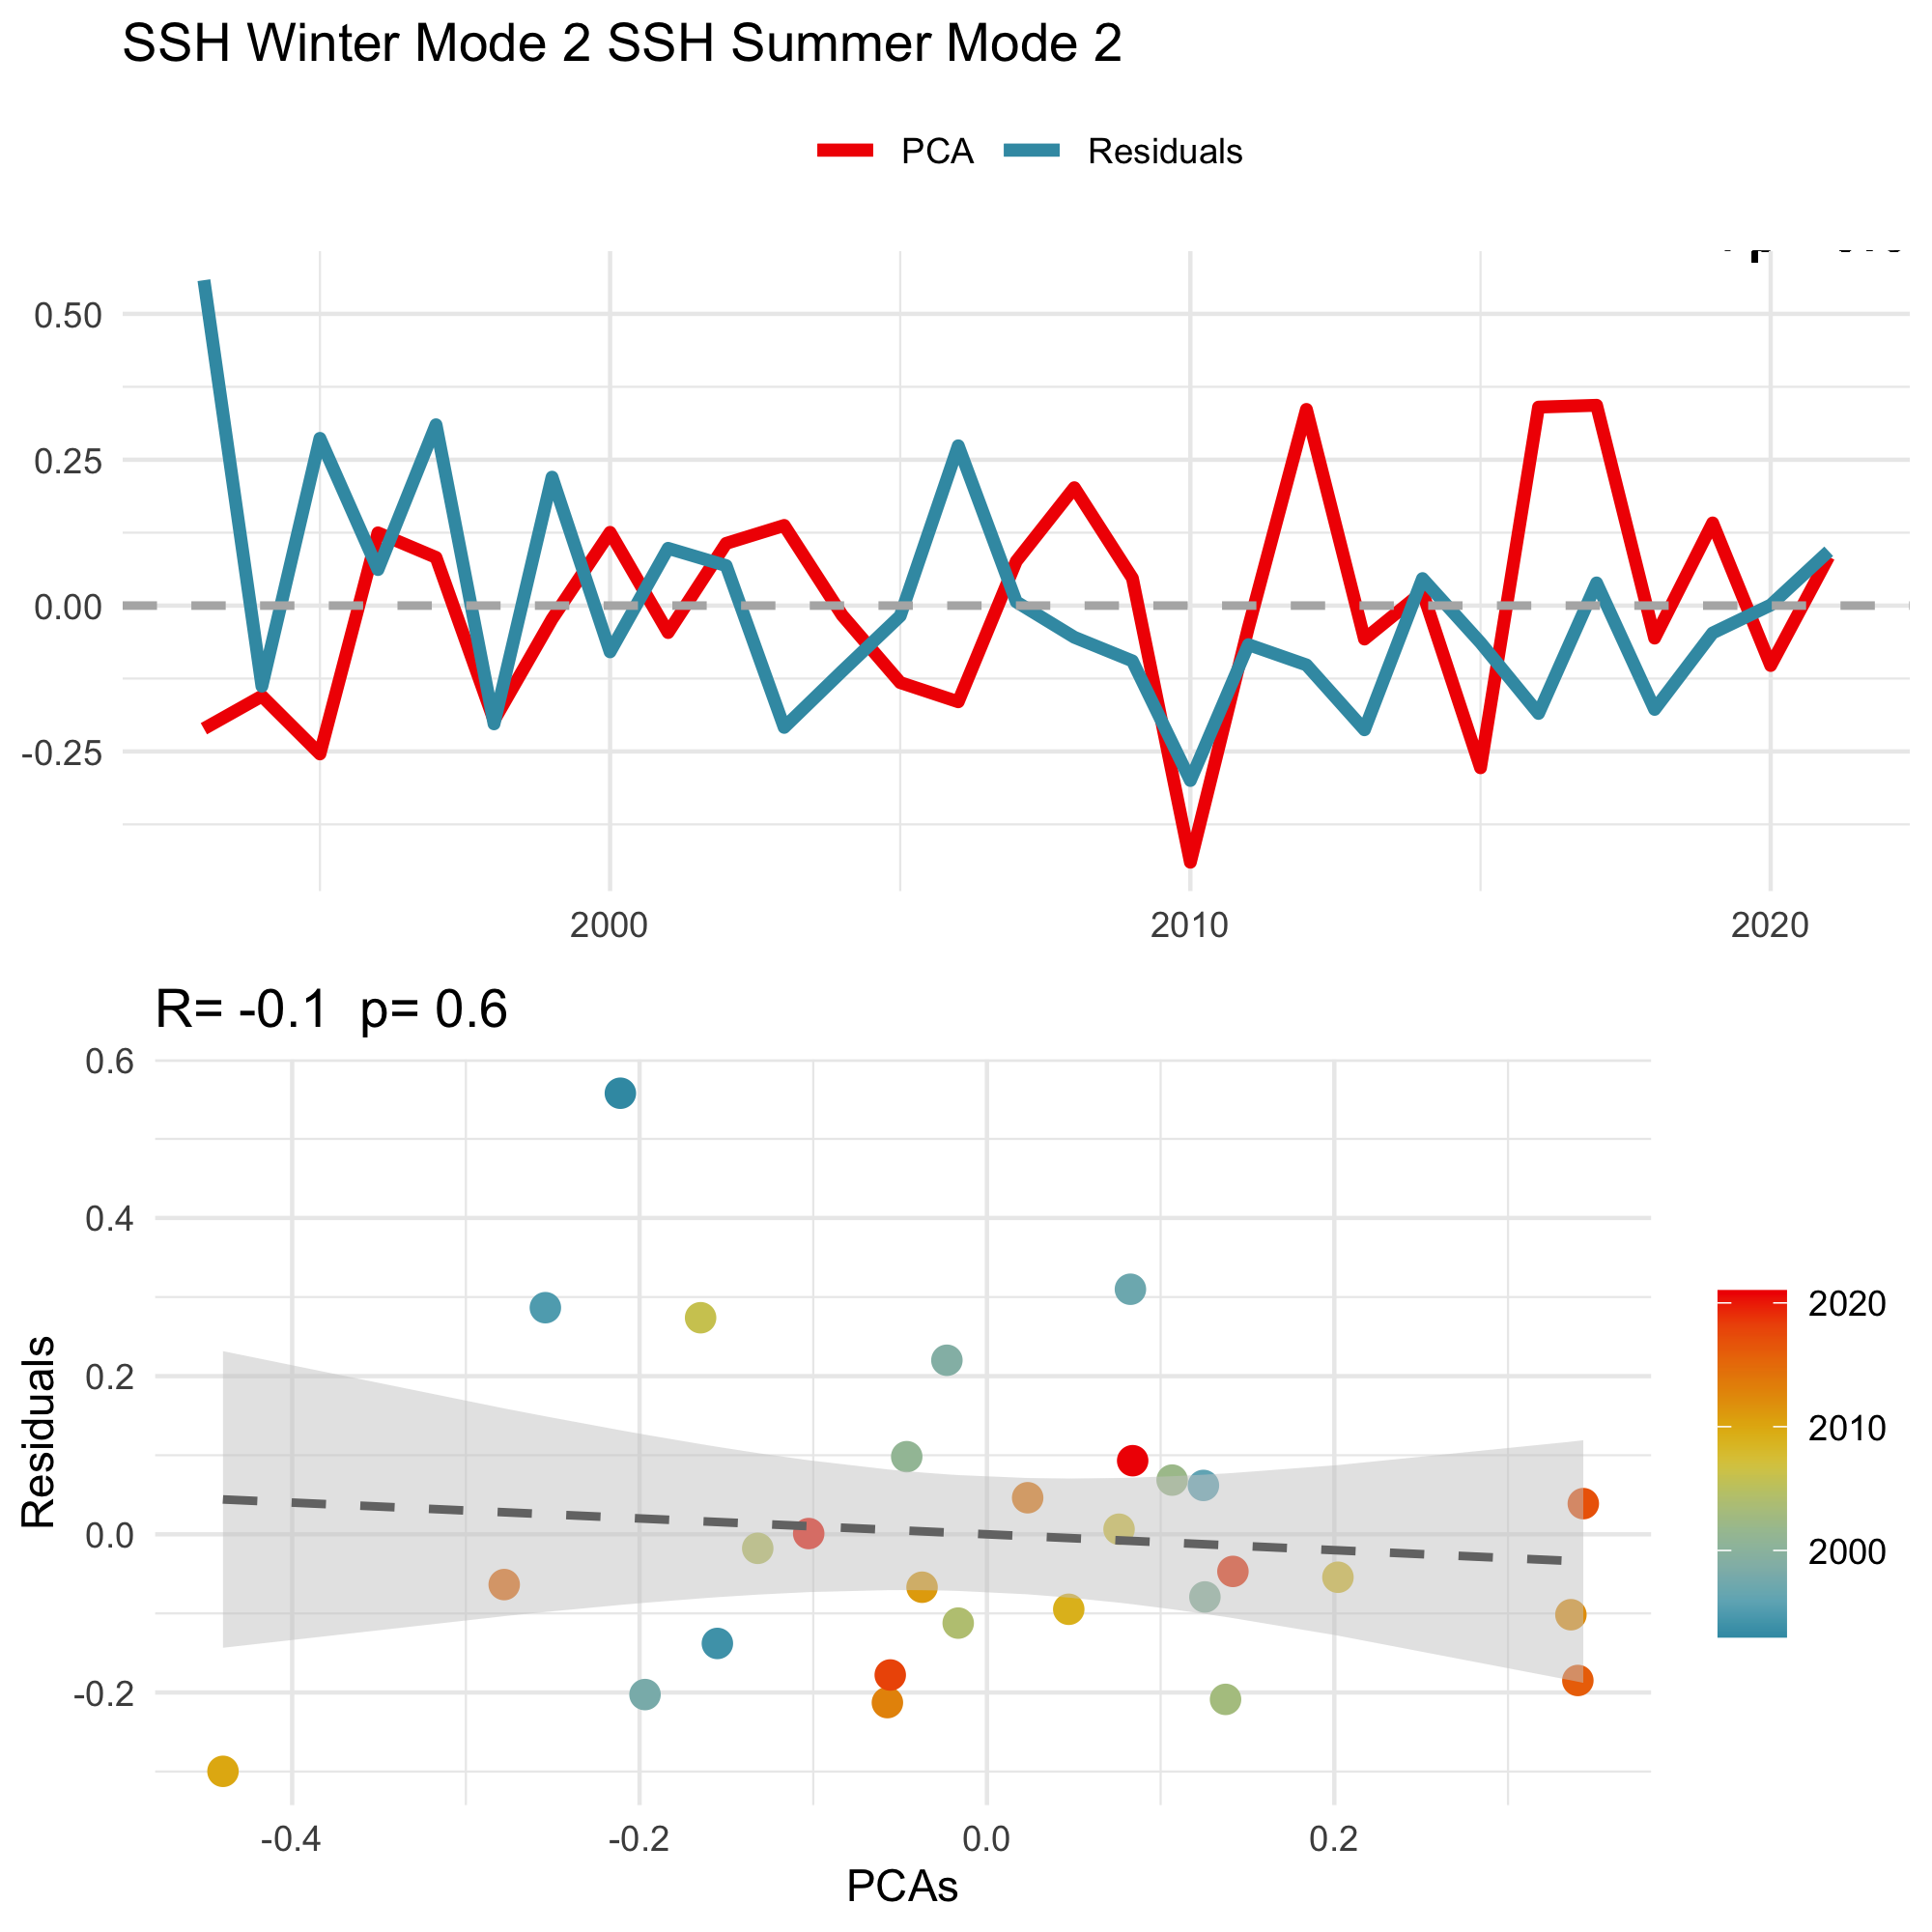 SSH Winter Mode 2 SSH Summer Mode 2
PCA Residuals
0.50
0.25
0.00
-0.25
2000 2010 2020
R= -0.1 p= 0.6
0.6
0.4
0.2
0.0
-0.2
Residuals
-0.4 -0.2 0.0 0.2
PCAs
2020
2010
2000